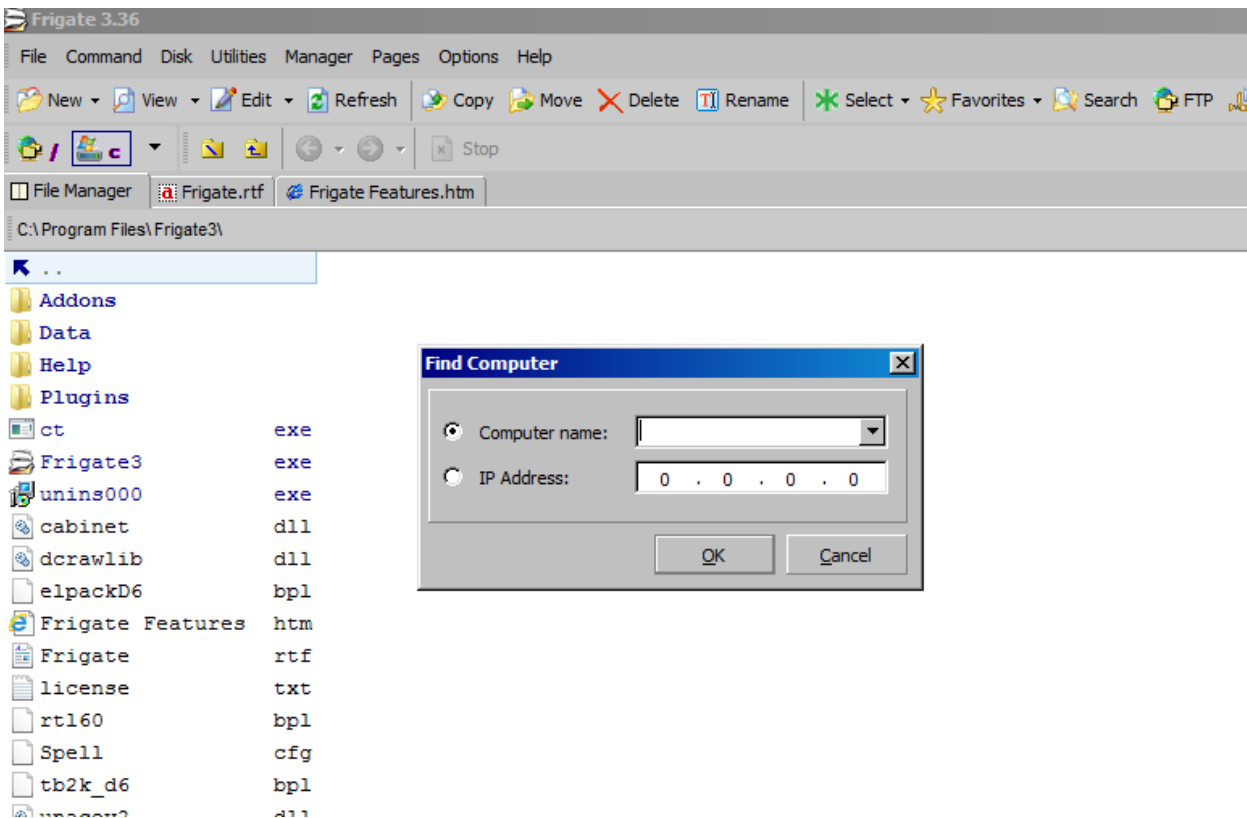 Frigate 3.36
File Command Disk Utilities Manager Pages Options Help
New View Edit Refresh Copy Move Delete Rename Select Favorites Search FTP
/ c Stop
File Manager a Frigate.rtf Frigate Features.htm
C:\Program Files\Frigate3\
..
Addons
Data
Help
Plugins
ct exe
Frigate3 exe
unins000 exe
cabinet dll
dcrawlib dll
elpackD6 bpl
Frigate Features htm
Frigate rtf
license txt
rtl60 bpl
Spell cfg
tb2k_d6 bpl
dll
Find Computer
Computer name:
IP Address: 0 . 0 . 0 . 0
OK Cancel